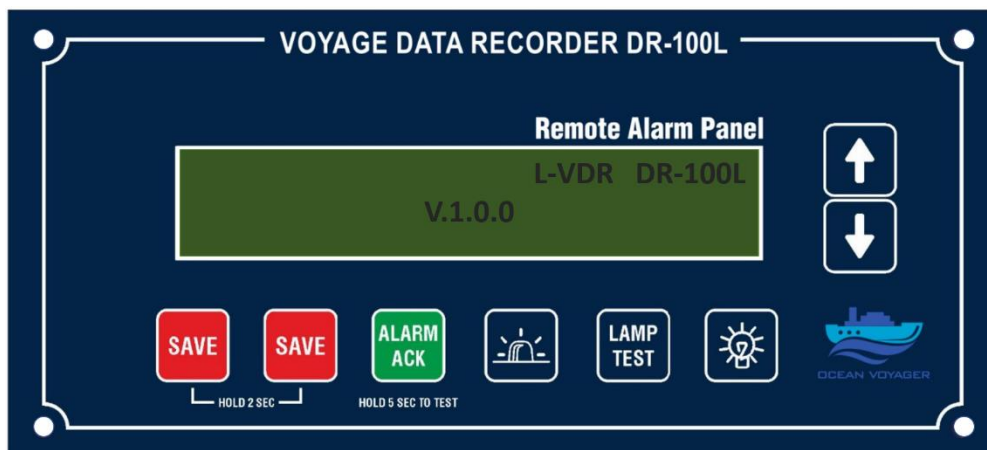 VOYAGE DATA RECORDER DR-100L
Remote Alarm Panel
L-VDR DR-100L
V.1.0.0
SAVE
SAVE
ALARM
ACK
LAMP
TEST
HOLD 2 SEC
HOLD 5 SEC TO TEST
OCEAN VOYAGER